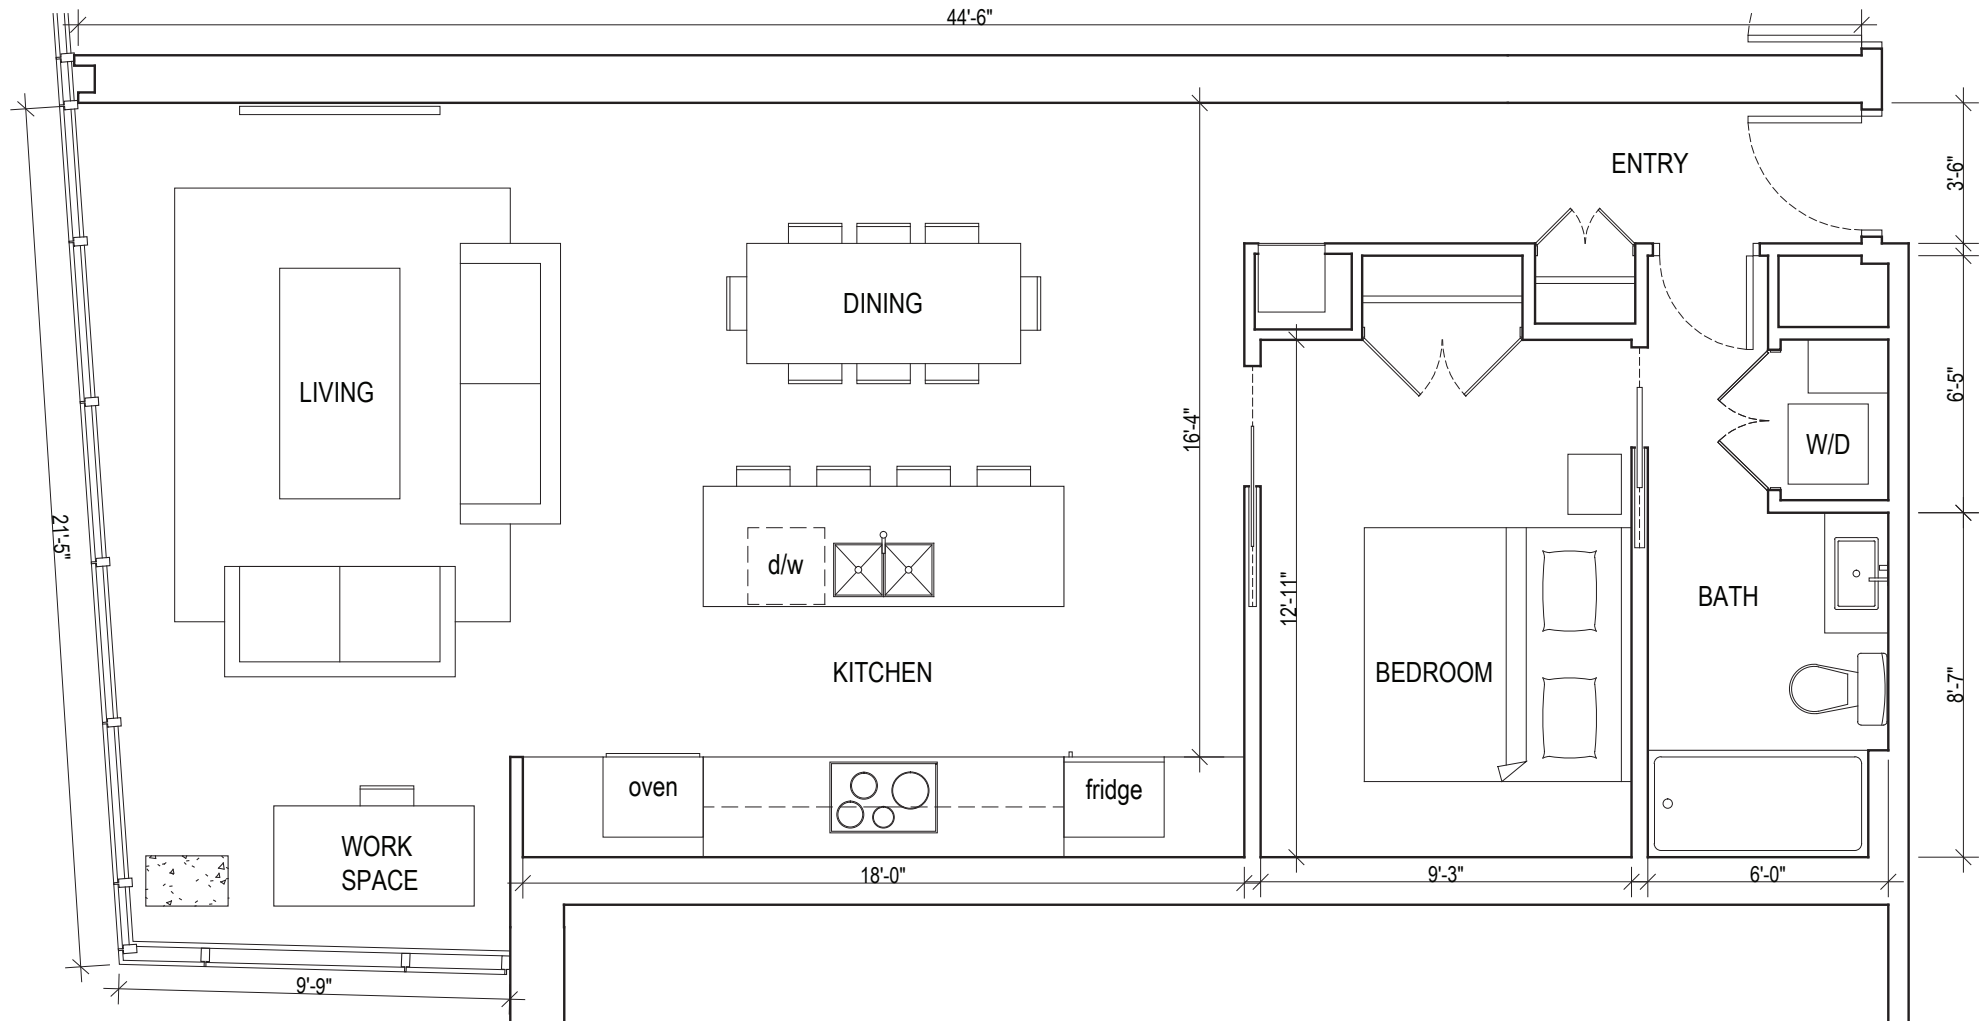 44'-6"
ENTRY
3'-6"
DINING
LIVING
16'-4"
6'-5"
W/D
21'-5"
d/w
12'-11"
BATH
KITCHEN
BEDROOM
8'-7"
oven
fridge
WORK
SPACE
18'-0"
9'-3"
6'-0"
9'-9"